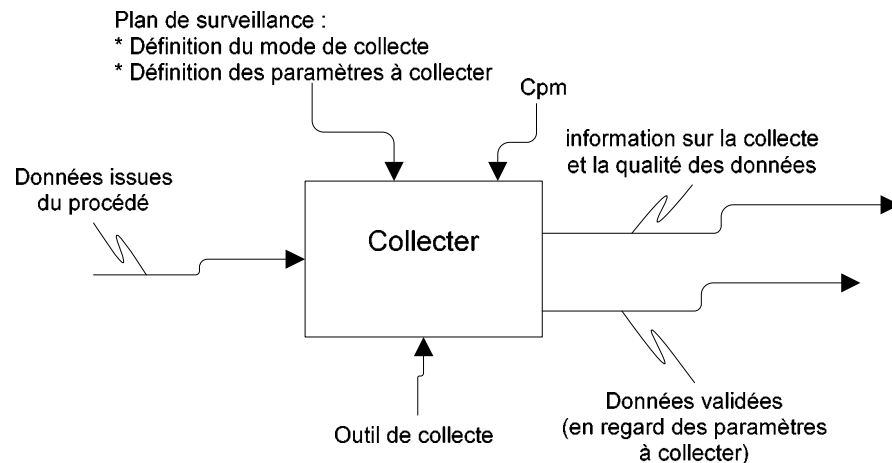 Plan de surveillance :
* Définition du mode de collecte
* Définition des paramètres à collecter
Cpm
information sur la collecte
et la qualité des données
Données issues
du procédé
Collecter
Outil de collecte
Données validées
(en regard des paramètres
à collecter)